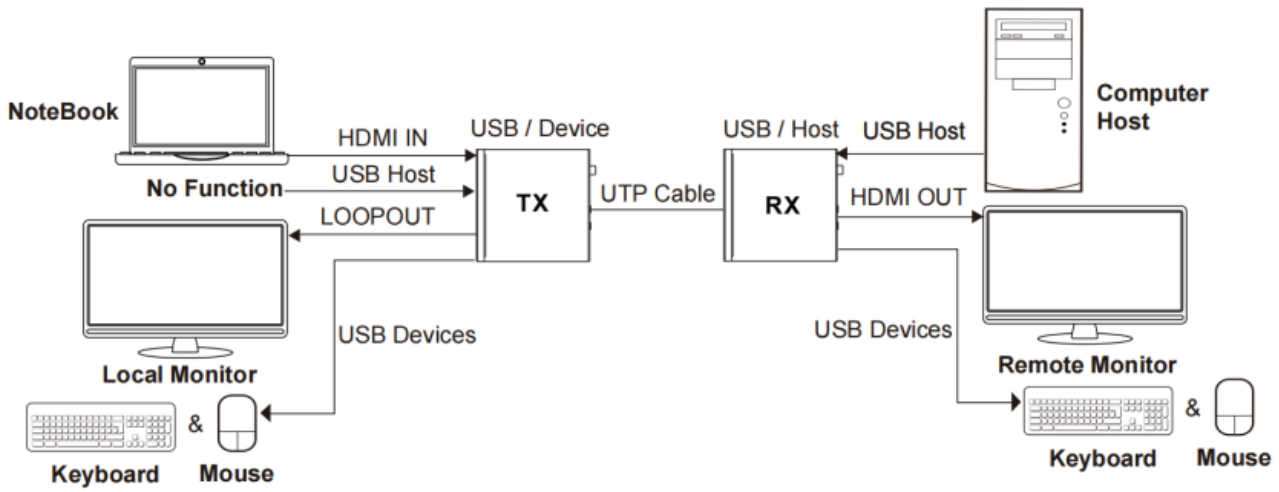 NoteBook
HDMI IN
USB / Device
USB / Host
USB Host
Computer
Host
No Function
USB Host
TX
UTP Cable
RX
HDMI OUT
LOOPOUT
USB Devices
USB Devices
Local Monitor
Remote Monitor
&
&
Keyboard
Mouse
Keyboard
Mouse